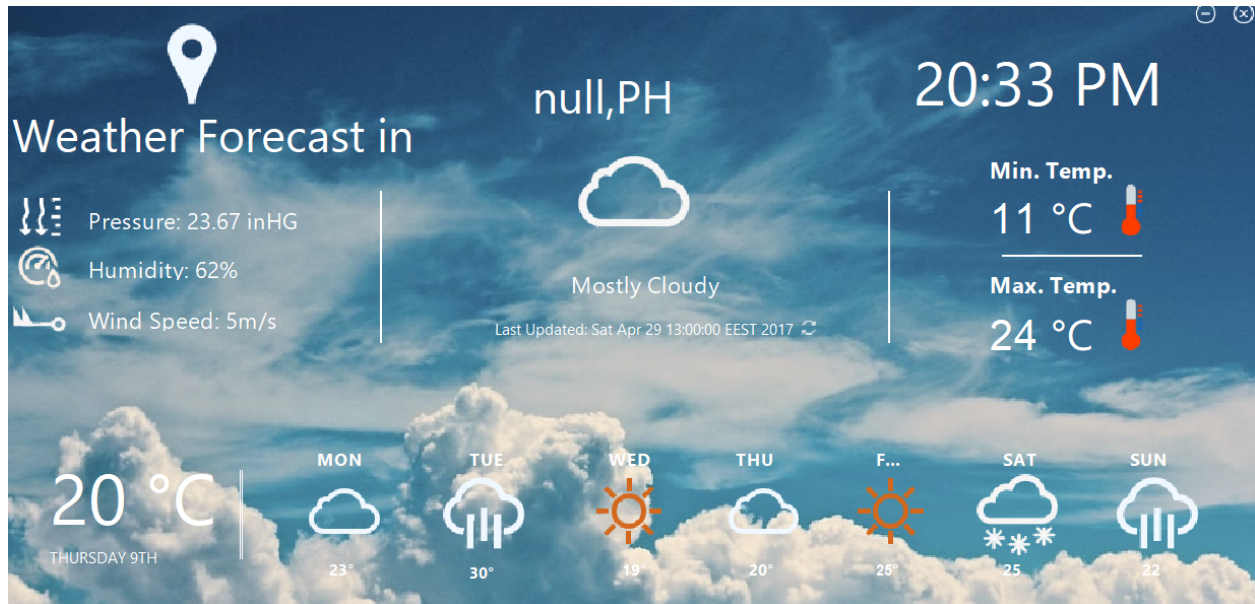 Weather Forecast in
null,PH
20:33 PM
Pressure: 23.67 inHG
Humidity: 62%
Wind Speed: 5m/s
Mostly Cloudy
Last Updated: Sat Apr 29 13:00:00 EEST 2017
Min. Temp.
11 °C
Max. Temp.
24 °C
20 °C
THURSDAY 9TH
MON TUE WED THU F... SAT SUN
23° 30° 19° 20° 25° 25 22